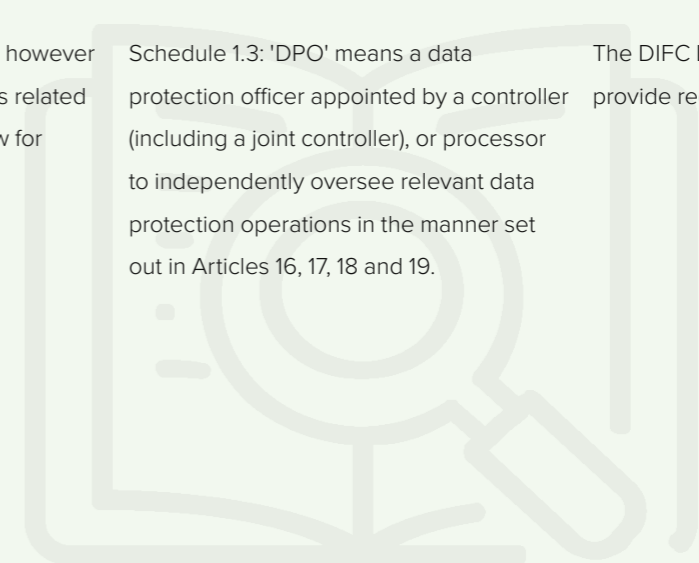 however
s related
for
Schedule 1.3: 'DPO' means a data
protection officer appointed by a controller
(including a joint controller), or processor
to independently oversee relevant data
protection operations in the manner set
out in Articles 16, 17, 18 and 19.
The DIFC
provide re